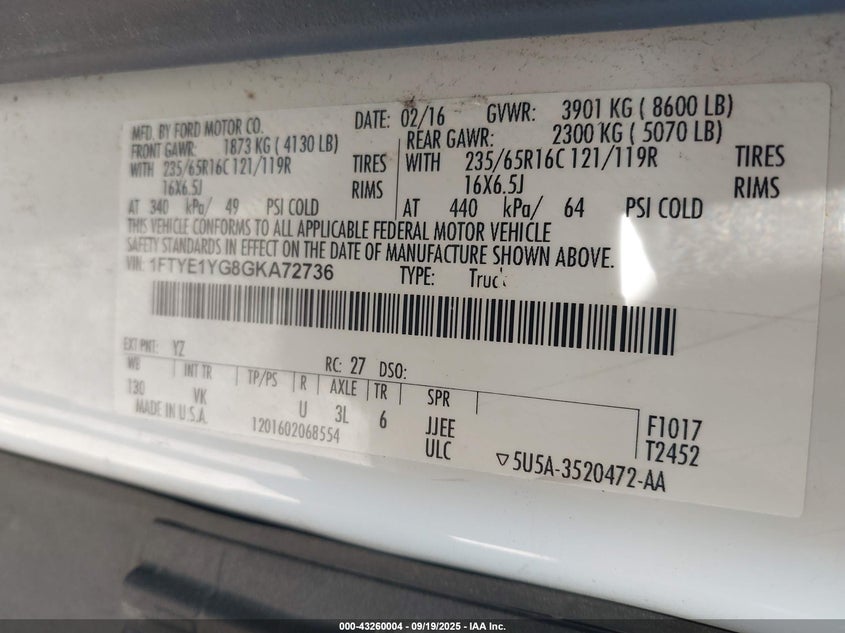 MFD. BY FORD MOTOR CO. DATE: 02/16 GVWR: 3901 KG ( 8600 LB)
FRONT GAWR: 1873 KG ( 4130 LB) REAR GAWR: 2300 KG ( 5070 LB)
WITH 235/65R16C 121/119R TIRES WITH 235/65R16C 121/119R TIRES
16X6.5J RIMS 16X6.5J RIMS
AT 340 kPa/ 49 PSI COLD AT 440 kPa/ 64 PSI COLD
THIS VEHICLE CONFORMS TO ALL APPLICABLE FEDERAL MOTOR VEHICLE
SAFETY STANDARDS IN EFFECT ON THE DATE OF MANUFACTURE SHOWN ABOVE.
VIN: 1FTYE1YG8GKA72736 TYPE: Truck
EXT PNT: YZ RC: 27 DSO:
WB INT TR TP/PS R AXLE TR SPR
130 VK U 3L 6 JJEE F1017
MADE IN U.S.A. 1201602068554 ULC T2452
▽5U5A-3520472-AA
000-43260004 - 09/19/2025 - IAA Inc.